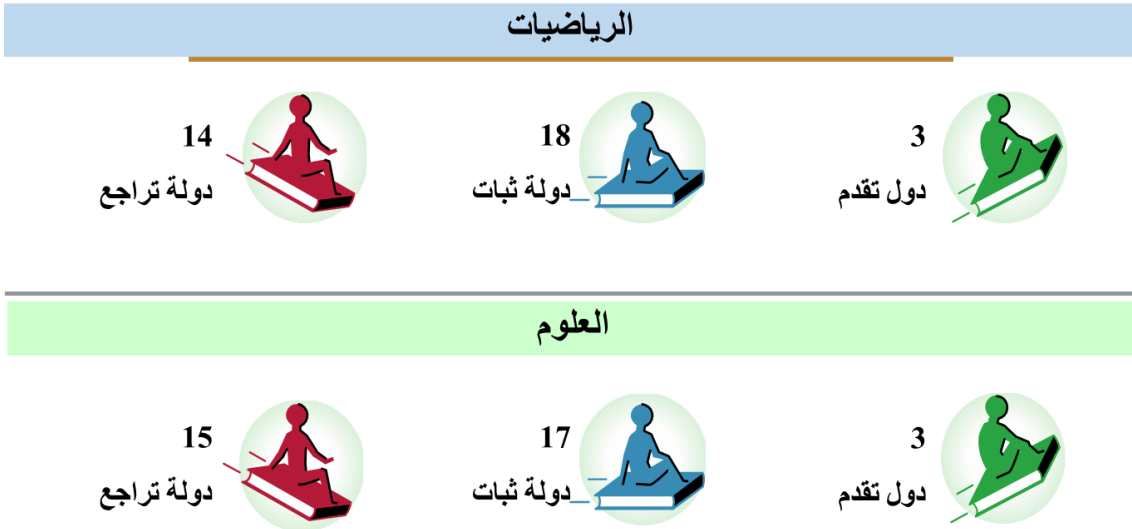 الرياضيات
3
دول تقدم
18
دولة ثبات
14
دولة تراجع
العلوم
3
دول تقدم
17
دولة ثبات
15
دولة تراجع